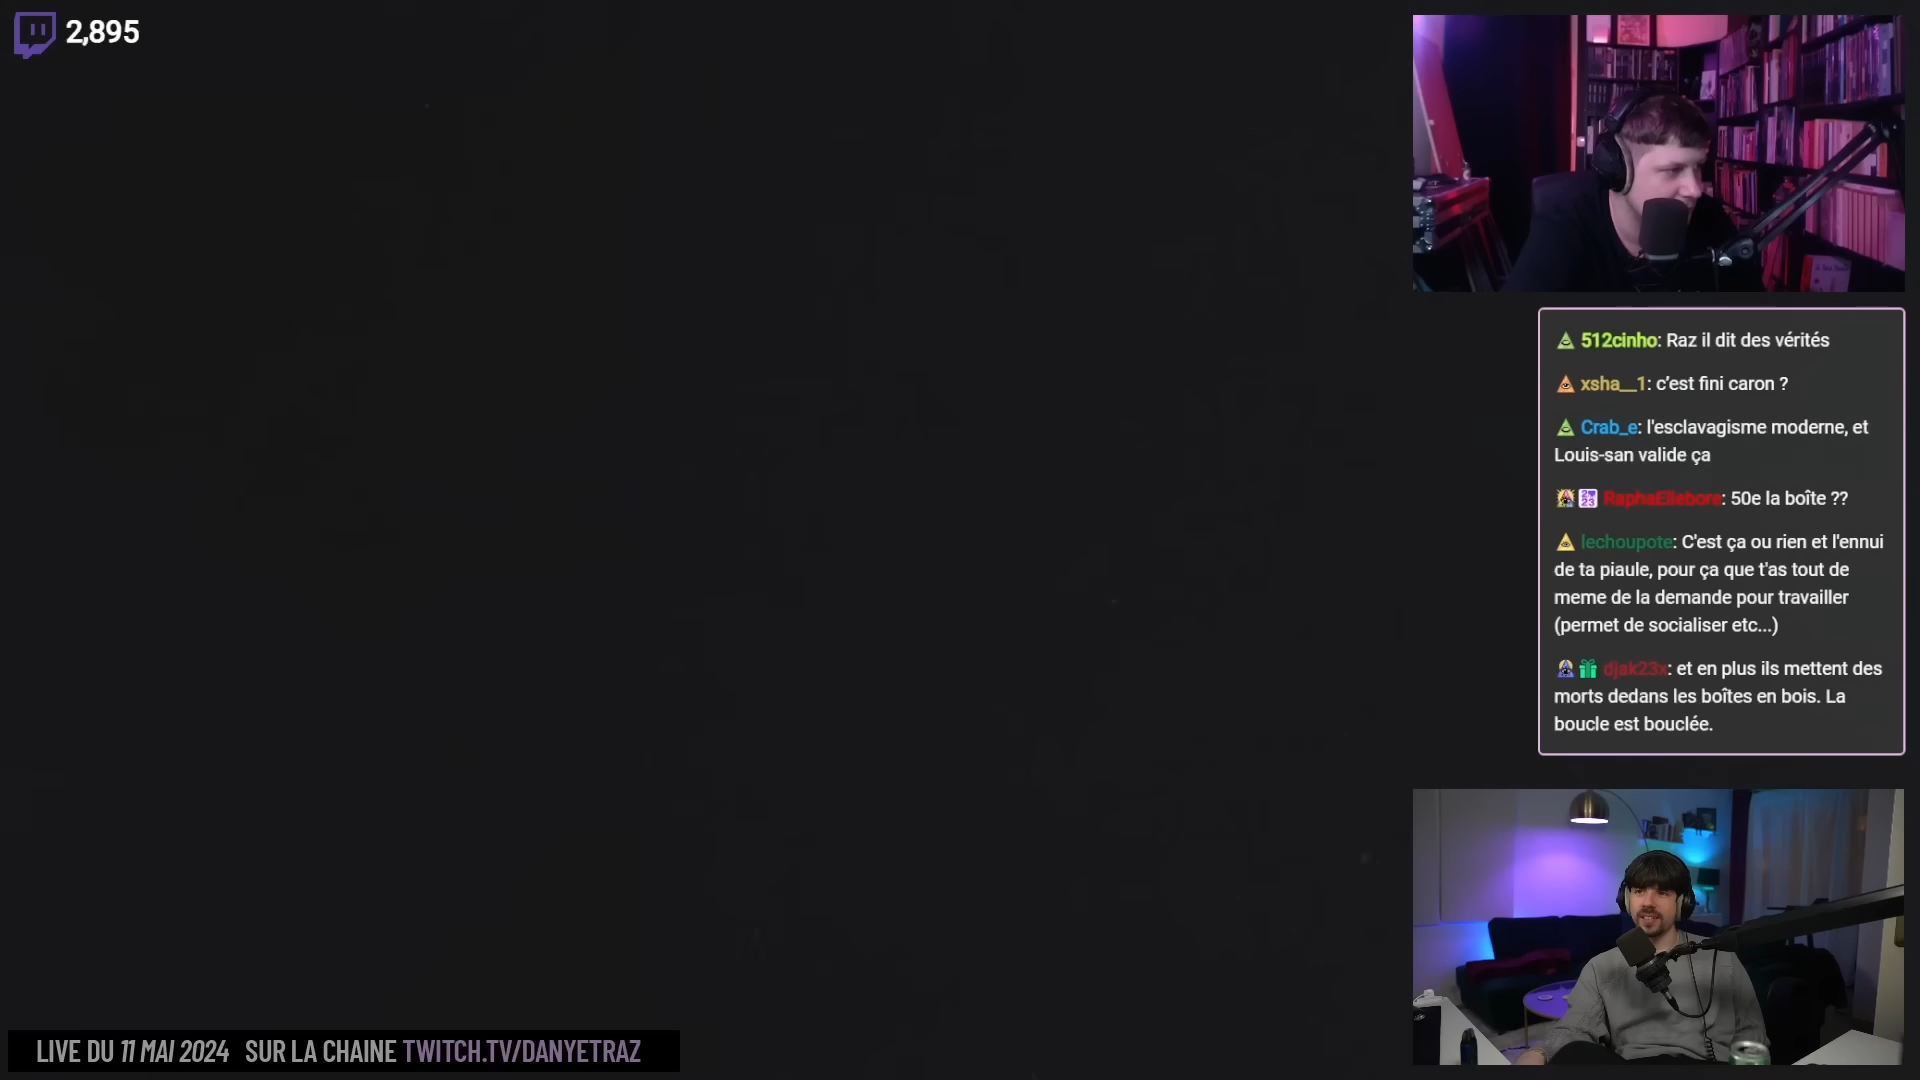 2,895
512cinho: Raz il dit des vérités
xsha__1: c’est fini caron ?
Crab_e: l'esclavagisme moderne, et
Louis-san valide ça
RaphaEllebore: 50e la boîte ??
lechoupote: C'est ça ou rien et l'ennui
de ta piaule, pour ça que t'as tout de
meme de la demande pour travailler
(permet de socialiser etc...)
djak23x: et en plus ils mettent des
morts dedans les boîtes en bois. La
boucle est bouclée.
LIVE DU 11 MAI 2024 SUR LA CHAINE TWITCH.TV/DANYETRAZ